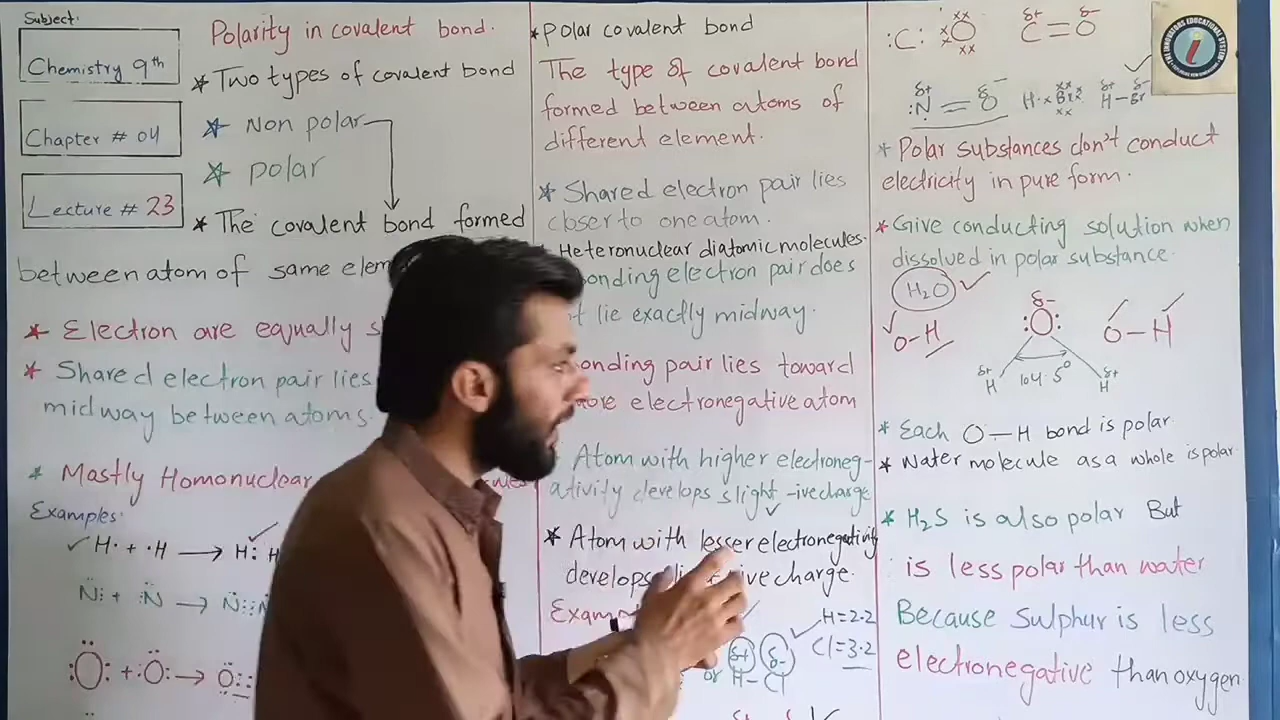 Subject:
Chemistry 9th
Chapter # 04
Lecture # 23
Polarity in covalent bond.
* Two types of covalent bond
* Non polar
* polar
* The covalent bond formed
between atom of same elem
* Electron are equally s
* Shared electron pair lies
midway between atoms.
* Mostly Homonuclear
Examples:
H· + ·H → H:H
N + N → N N
O + O → O O
* Polar covalent bond
The type of covalent bond
formed between atoms of
different element.
* Shared electron pair lies
closer to one atom.
* Heteronuclear diatomic molecules.
onding electron pair does
t lie exactly midway.
onding pair lies toward
more electronegative atom
Atom with higher electroneg-
ativity develops slight -ive charge
* Atom with lesser electronegativity
develops ive charge.
Exam
H=2.2
Cl=3.2
δ+ δ-
or H-Cl
:C: O δ+ C=O δ-
δ+ N=O δ- H·×Br δ+ H-Br δ-
* Polar substances don't conduct
electricity in pure form.
* Give conducting solution when
dissolved in polar substance.
H2O
O-H
δ-
:O:
O-H
δ+ H 104.5° δ+ H
* Each O-H bond is polar
* Water molecule as a whole is polar
* H2S is also polar But
is less polar than water
Because Sulphur is less
electronegative than oxygen